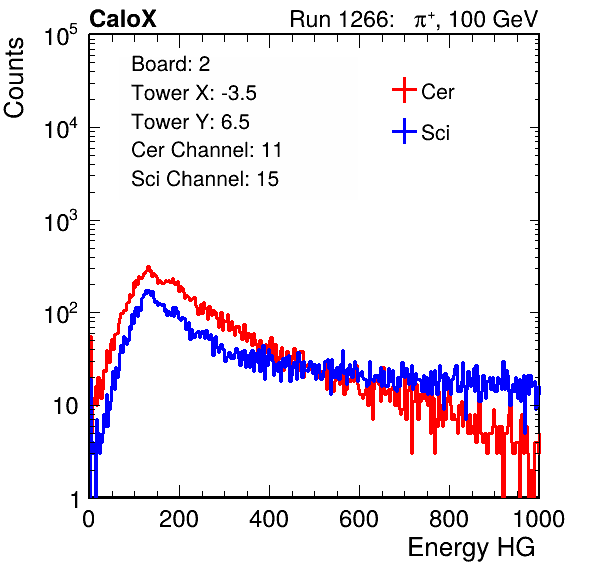 CaloX Run 1266: π⁺, 100 GeV
Board: 2
Tower X: -3.5
Tower Y: 6.5
Cer Channel: 11
Sci Channel: 15
Cer
Sci
Counts
10⁵
10⁴
10³
10²
10
1
0 200 400 600 800 1000
Energy HG